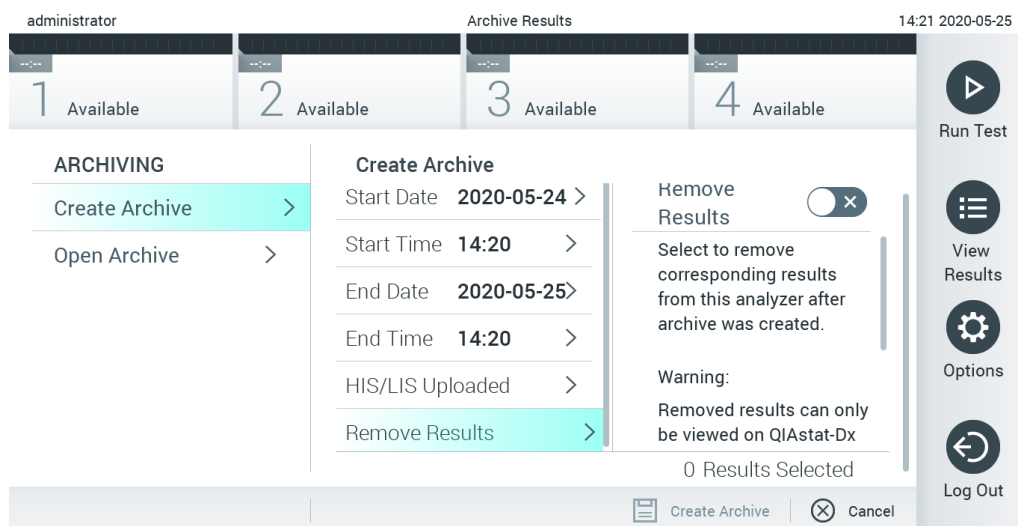 administrator Archive Results 14:21 2020-05-25
--:-- --:-- --:-- --:--
1 Available 2 Available 3 Available 4 Available
Run Test
ARCHIVING
Create Archive
Open Archive
Create Archive
Start Date 2020-05-24
Start Time 14:20
End Date 2020-05-25
End Time 14:20
HIS/LIS Uploaded
Remove Results
Remove
Results
Select to remove
corresponding results
from this analyzer after
archive was created.
Warning:
Removed results can only
be viewed on QIAstat-Dx
0 Results Selected
View
Results
Options
Log Out
Create Archive Cancel